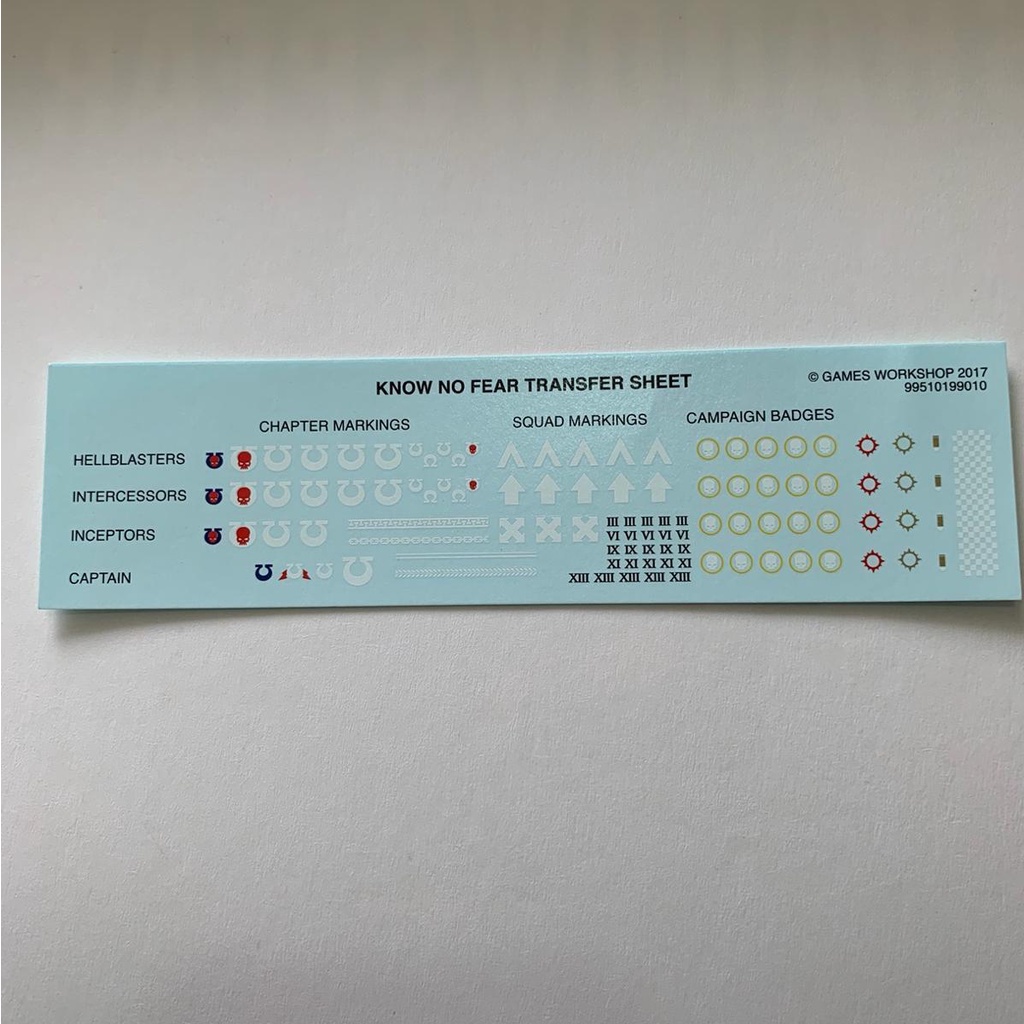 KNOW NO FEAR TRANSFER SHEET
© GAMES WORKSHOP 2017
99510199010
CHAPTER MARKINGS
SQUAD MARKINGS
CAMPAIGN BADGES
HELLBLASTERS
INTERCESSORS
INCEPTORS
III III III III III
VI VI VI VI VI
IX IX IX IX IX
XI XI XI XI XI
CAPTAIN
XIII XIII XIII XIII XIII